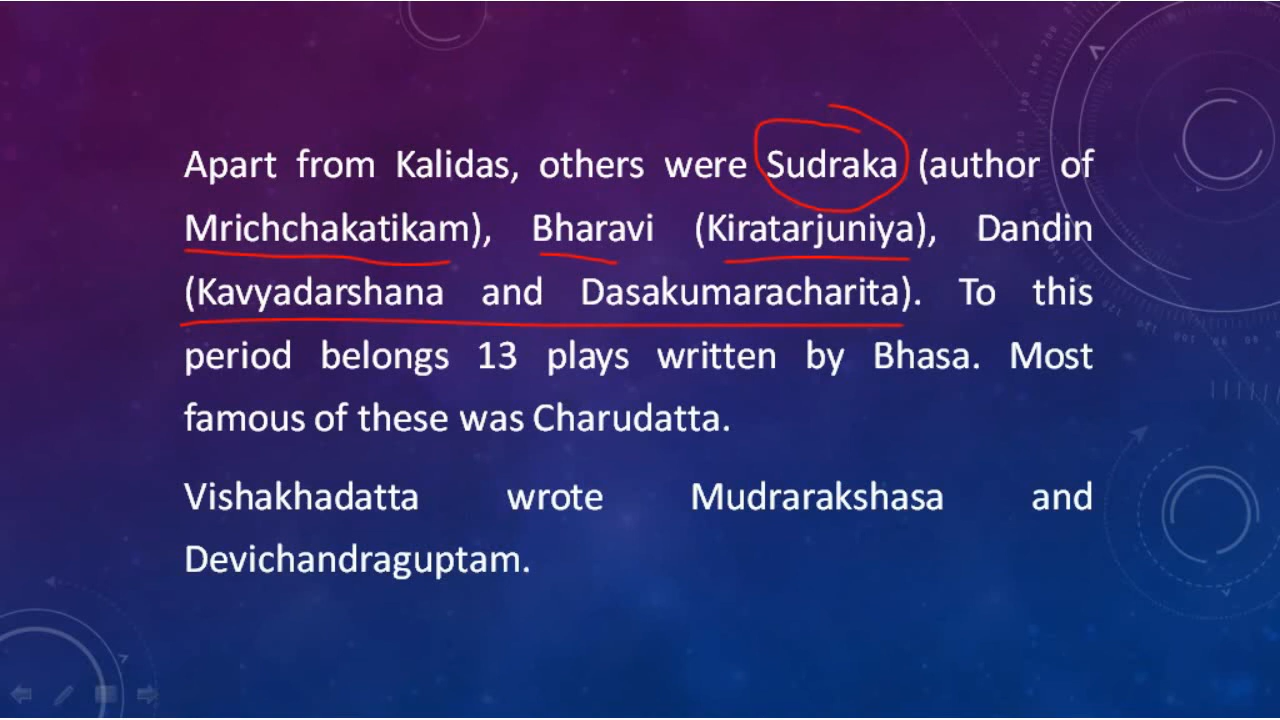 Apart from Kalidas, others were Sudraka (author of
Mrichchakatikam), Bharavi (Kiratarjuniya), Dandin
(Kavyadarshana and Dasakumaracharita). To this
period belongs 13 plays written by Bhasa. Most
famous of these was Charudatta.
Vishakhadatta wrote Mudrarakshasa and
Devichandraguptam.